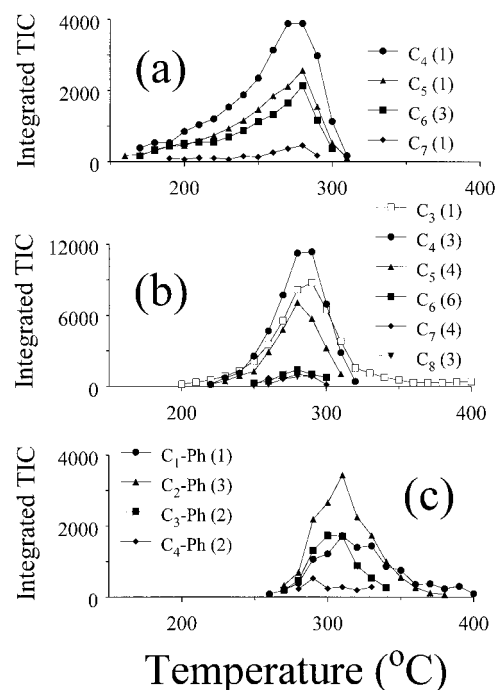 4000
2000
0
Integrated TIC
(a)
C₄ (1)
C₅ (1)
C₆ (3)
C₇ (1)
200
300
400
12000
6000
0
Integrated TIC
(b)
C₃ (1)
C₄ (3)
C₅ (4)
C₆ (6)
C₇ (4)
C₈ (3)
200
300
400
4000
2000
0
Integrated TIC
C₁-Ph (1)
C₂-Ph (3)
C₃-Ph (2)
C₄-Ph (2)
(c)
200
300
400
Temperature (°C)